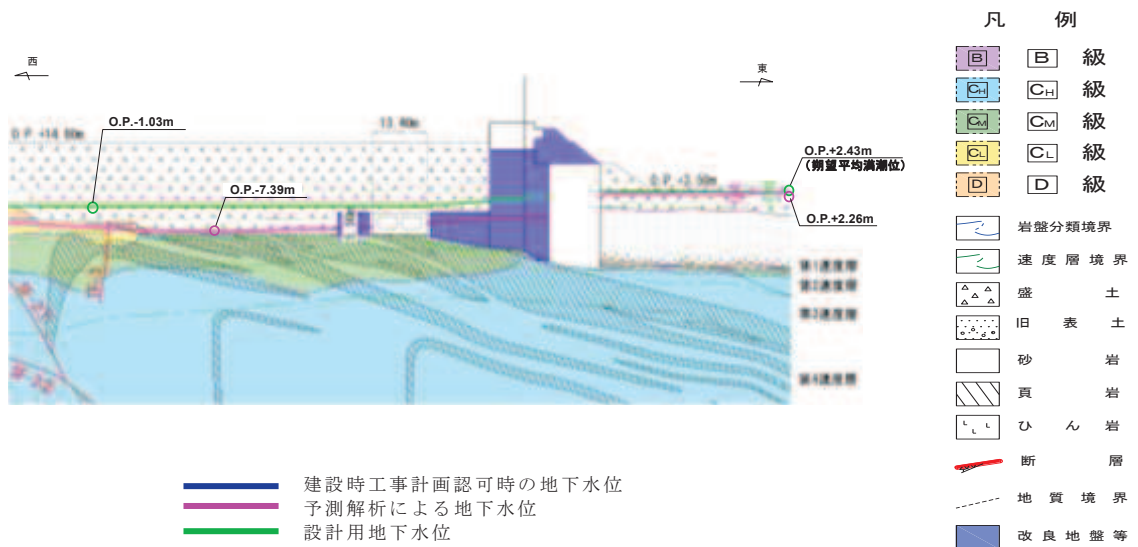 西
東
O.P.-1.03m
O.P.+14.80m
13.40m
O.P.+2.43m
(朔望平均満潮位)
O.P.-7.39m
O.P.+3.50m
O.P.+2.26m
第1速度層
第2速度層
第3速度層
第4速度層
建設時工事計画認可時の地下水位
予測解析による地下水位
設計用地下水位
凡 例
B B 級
CH CH 級
CM CM 級
CL CL 級
D D 級
岩盤分類境界
速度層境界
盛 土
旧 表 土
砂 岩
頁 岩
ひ ん 岩
断 層
地 質 境 界
改 良 地 盤 等